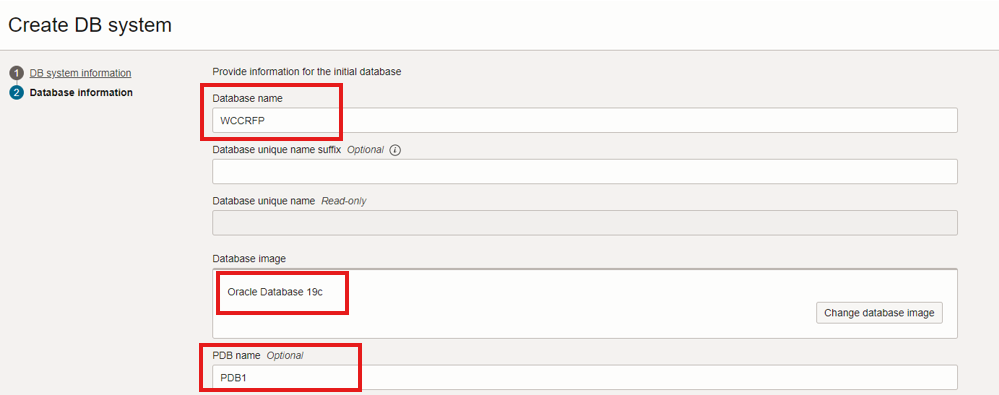 Create DB system
1 DB system information
2 Database information
Provide information for the initial database
Database name
WCCRFP
Database unique name suffix Optional i
Database unique name Read-only
Database image
Oracle Database 19c
Change database image
PDB name Optional
PDB1